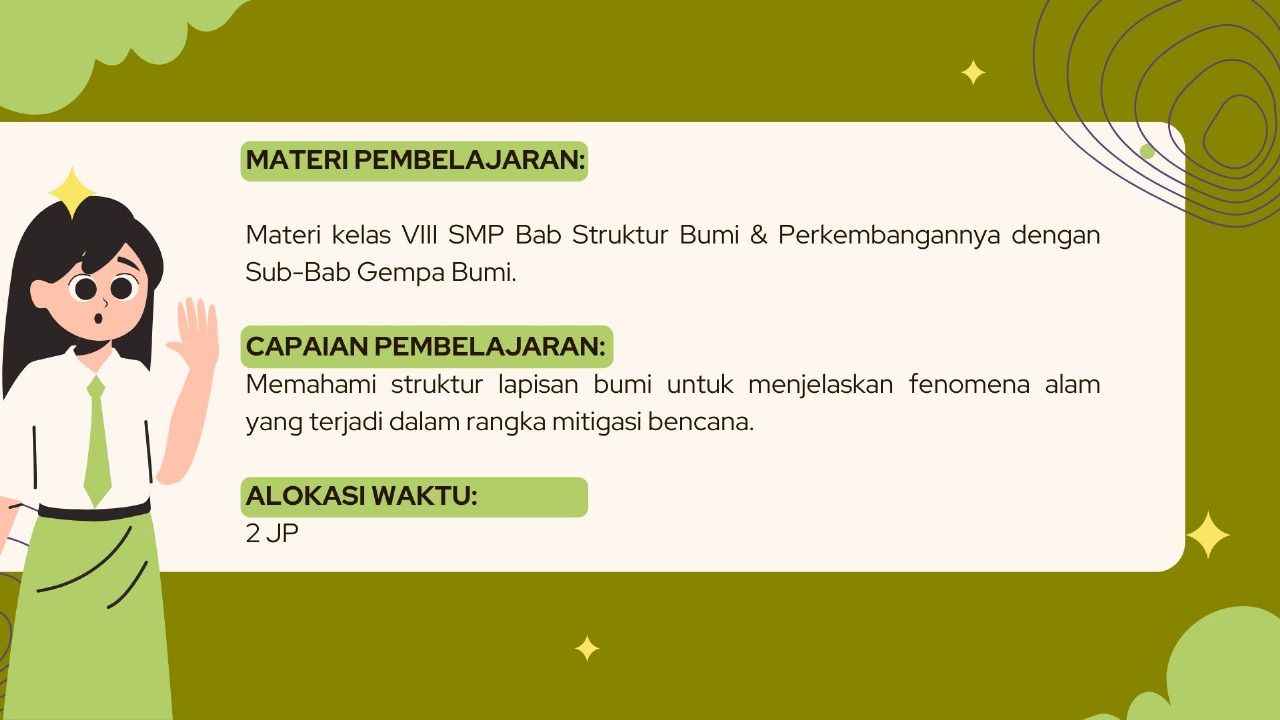 MATERI PEMBELAJARAN:
Materi kelas VIII SMP Bab Struktur Bumi & Perkembangannya dengan
Sub-Bab Gempa Bumi.
CAPAIAN PEMBELAJARAN:
Memahami struktur lapisan bumi untuk menjelaskan fenomena alam
yang terjadi dalam rangka mitigasi bencana.
ALOKASI WAKTU:
2 JP